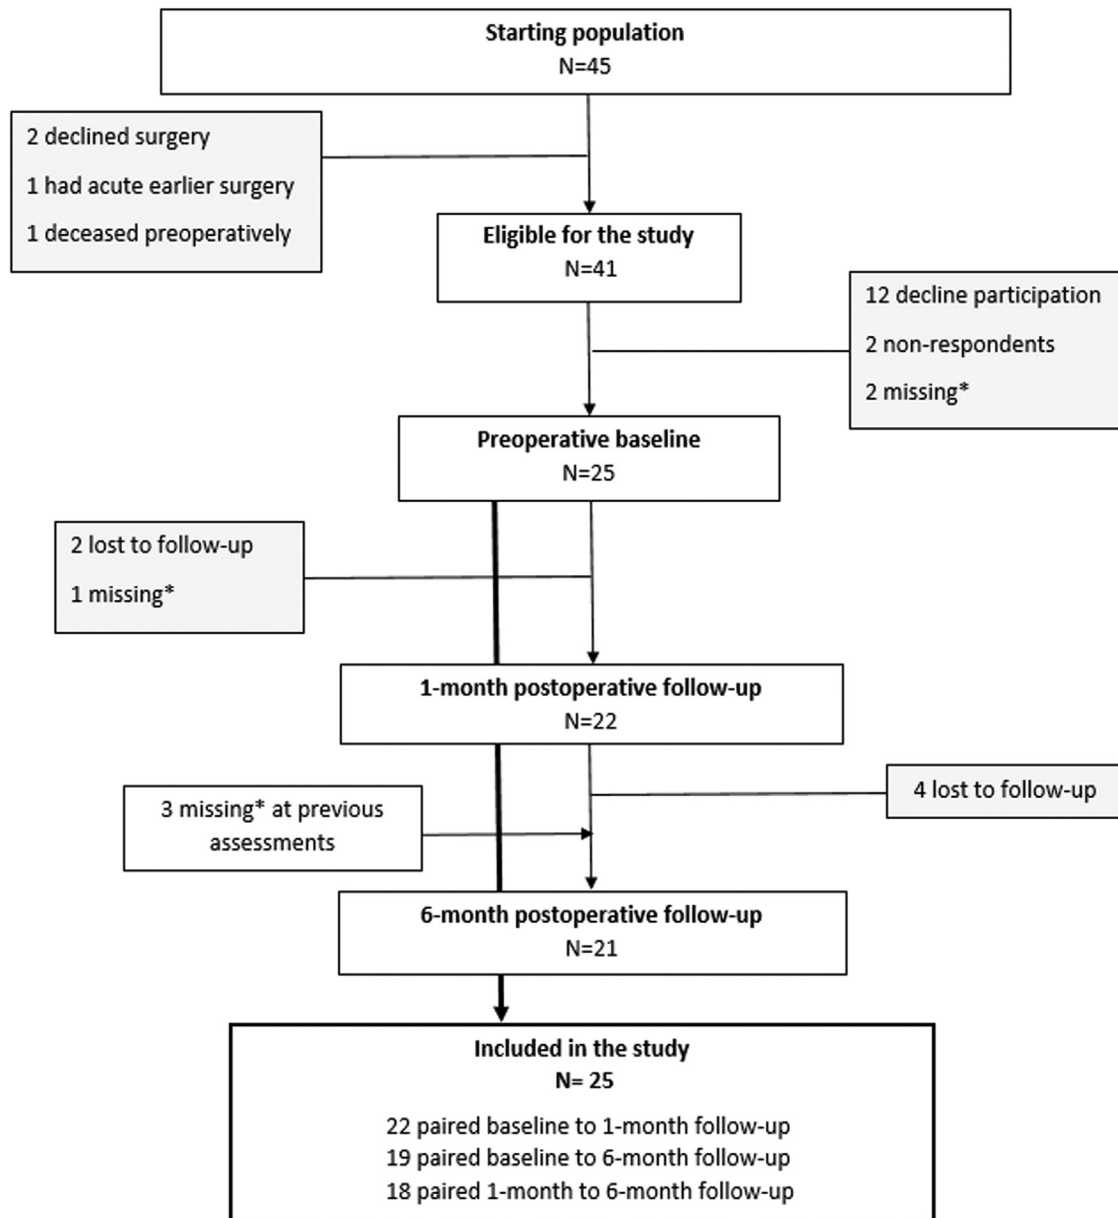 Starting population
N=45
2 declined surgery
1 had acute earlier surgery
1 deceased preoperatively
Eligible for the study
N=41
12 decline participation
2 non-respondents
2 missing*
Preoperative baseline
N=25
2 lost to follow-up
1 missing*
1-month postoperative follow-up
N=22
4 lost to follow-up
3 missing* at previous
assessments
6-month postoperative follow-up
N=21
Included in the study
N= 25
22 paired baseline to 1-month follow-up
19 paired baseline to 6-month follow-up
18 paired 1-month to 6-month follow-up